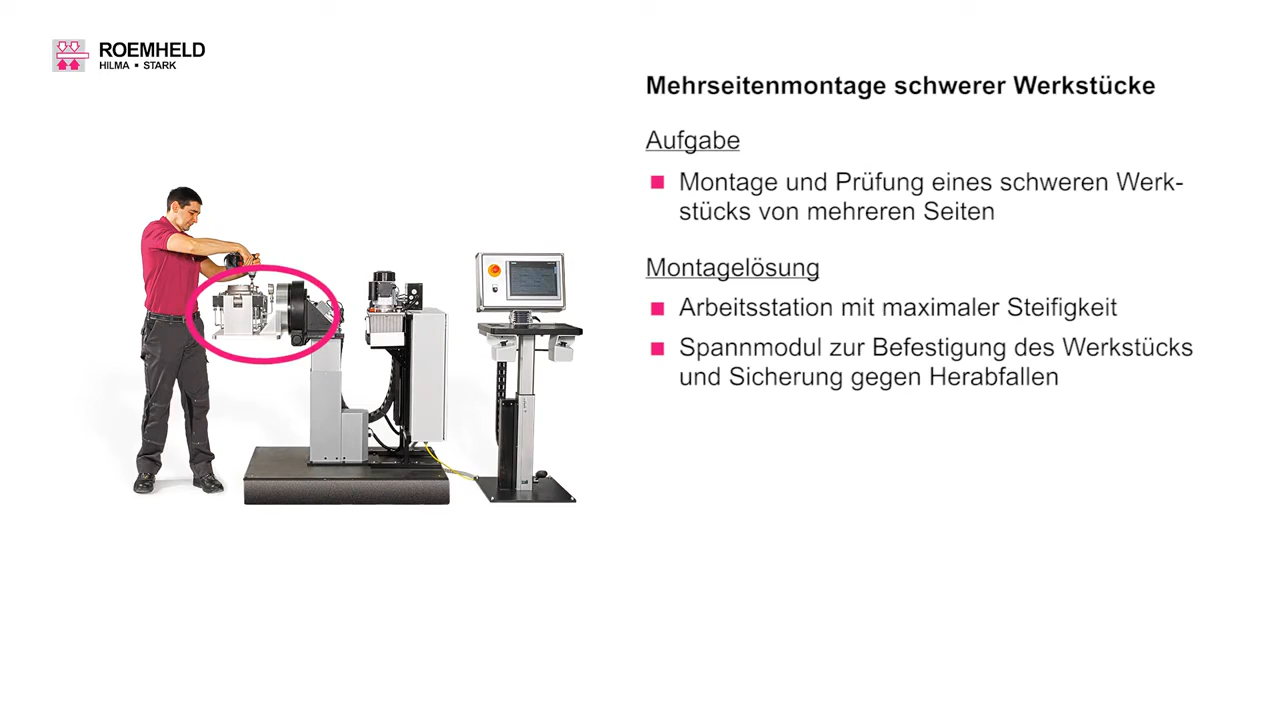 ROEMHELD
HILMA ▪ STARK
Mehrseitenmontage schwerer Werkstücke
Aufgabe
Montage und Prüfung eines schweren Werk-
stücks von mehreren Seiten
Montagelösung
Arbeitsstation mit maximaler Steifigkeit
Spannmodul zur Befestigung des Werkstücks
und Sicherung gegen Herabfallen